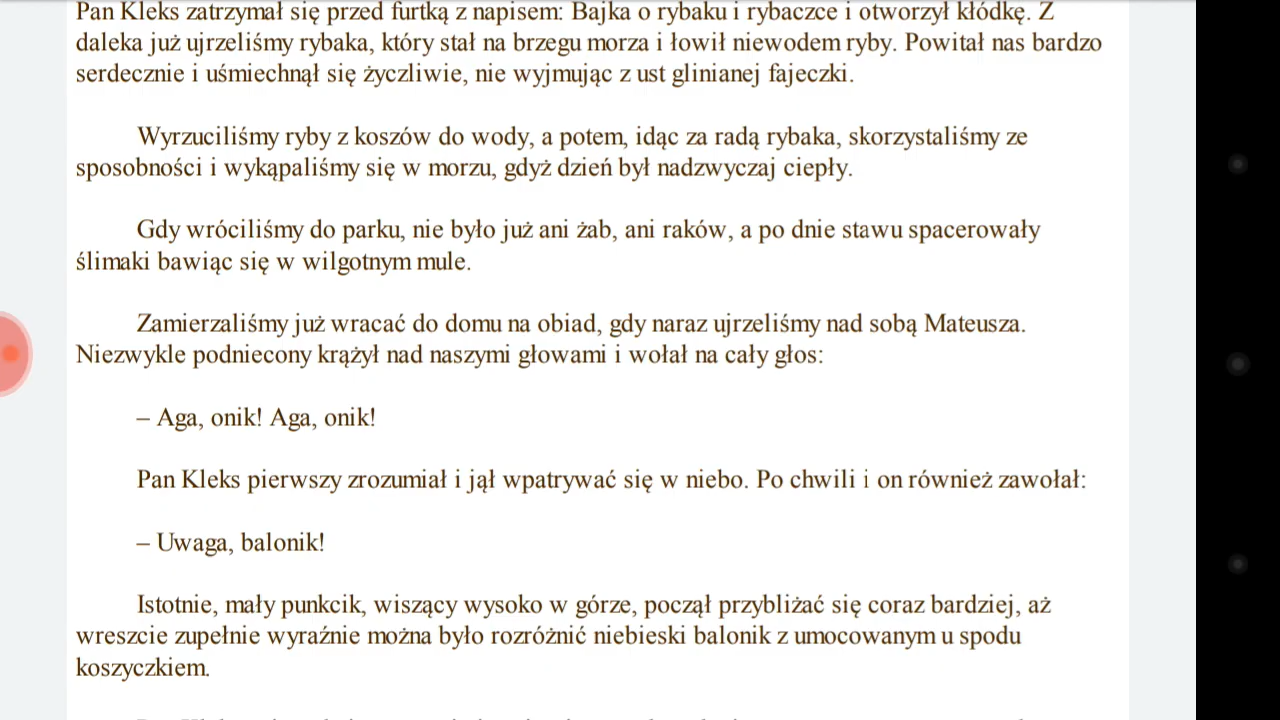 Pan Kleks zatrzymał się przed furtką z napisem: Bajka o rybaku i rybaczce i otworzył kłódkę. Z
daleka już ujrzeliśmy rybaka, który stał na brzegu morza i łowił niewodem ryby. Powitał nas bardzo
serdecznie i uśmiechnął się życzliwie, nie wyjmując z ust glinianej fajeczki.
Wyrzuciliśmy ryby z koszów do wody, a potem, idąc za radą rybaka, skorzystaliśmy ze
sposobności i wykąpaliśmy się w morzu, gdyż dzień był nadzwyczaj ciepły.
Gdy wróciliśmy do parku, nie było już ani żab, ani raków, a po dnie stawu spacerowały
ślimaki bawiąc się w wilgotnym mule.
Zamierzaliśmy już wracać do domu na obiad, gdy naraz ujrzeliśmy nad sobą Mateusza.
Niezwykle podniecony krążył nad naszymi głowami i wołał na cały głos:
– Aga, onik! Aga, onik!
Pan Kleks pierwszy zrozumiał i jął wpatrywać się w niebo. Po chwili i on również zawołał:
– Uwaga, balonik!
Istotnie, mały punkcik, wiszący wysoko w górze, począł przybliżać się coraz bardziej, aż
wreszcie zupełnie wyraźnie można było rozróżnić niebieski balonik z umocowanym u spodu
koszyczkiem.